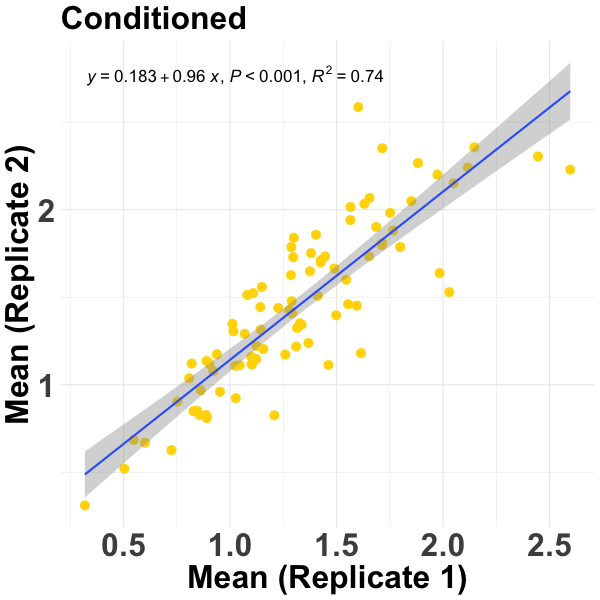 Conditioned
y = 0.183 + 0.96 x, P < 0.001, R² = 0.74
Mean (Replicate 2)
2
1
0.5 1.0 1.5 2.0 2.5
Mean (Replicate 1)